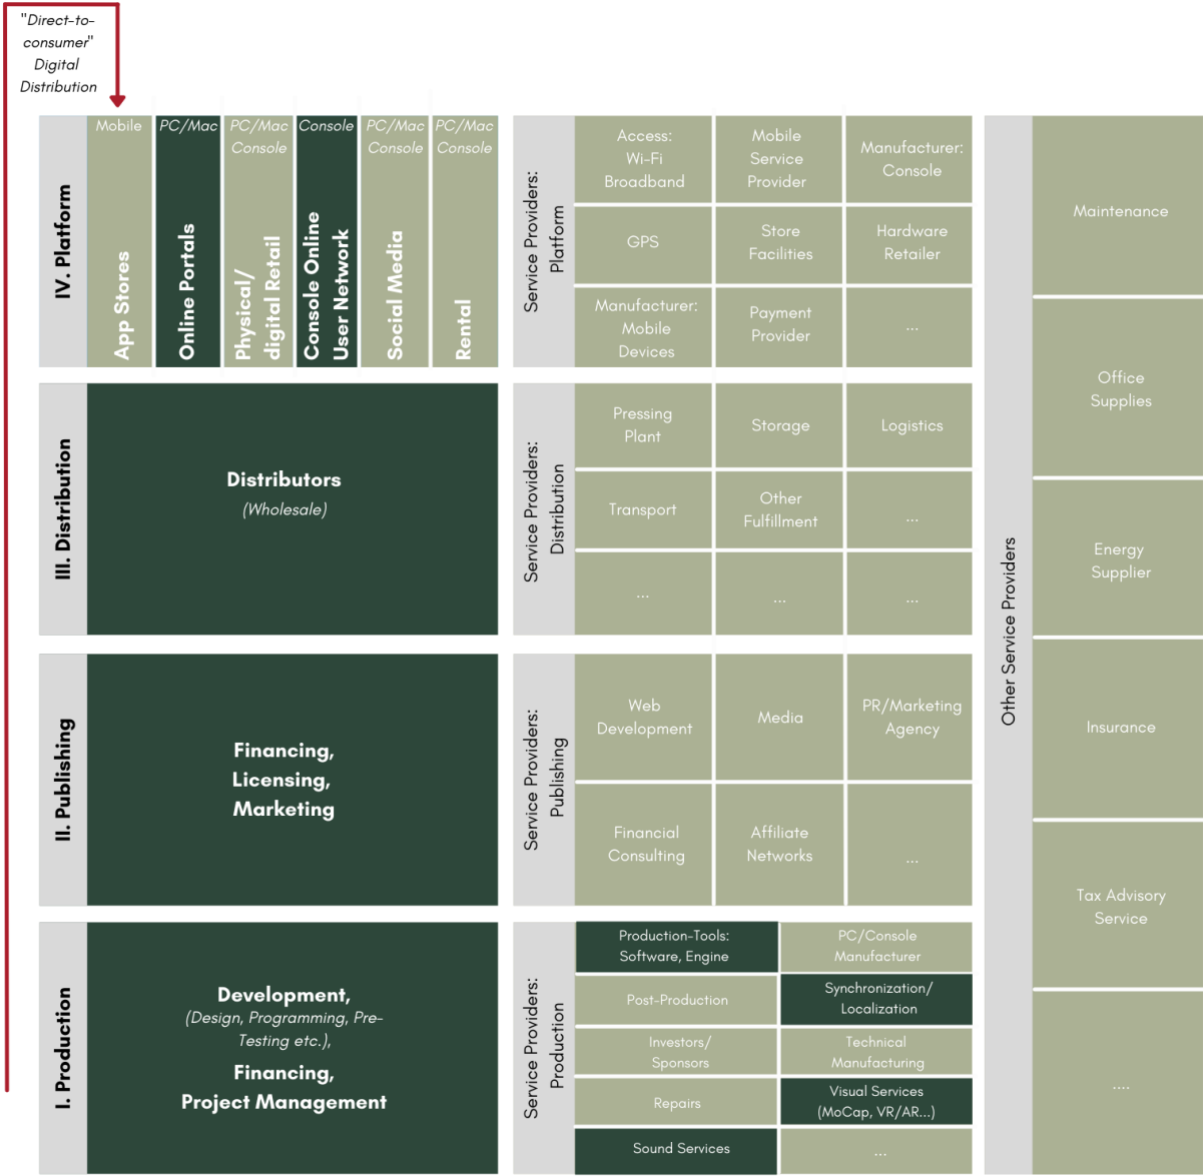 "Direct-to-
consumer"
Digital
Distribution
IV. Platform
Mobile
App Stores
PC/Mac
Online Portals
PC/Mac
Console
Physical/
digital Retail
Console
Console Online
User Network
PC/Mac
Console
Social Media
PC/Mac
Console
Rental
Service Providers:
Platform
Access:
Wi-Fi
Broadband
Mobile
Service
Provider
Manufacturer:
Console
GPS
Store
Facilities
Hardware
Retailer
Manufacturer:
Mobile
Devices
Payment
Provider
...
III. Distribution
Distributors
(Wholesale)
Service Providers:
Distribution
Pressing
Plant
Storage
Logistics
Transport
Other
Fulfillment
...
...
...
...
II. Publishing
Financing,
Licensing,
Marketing
Service Providers:
Publishing
Web
Development
Media
PR/Marketing
Agency
Financial
Consulting
Affiliate
Networks
...
I. Production
Development,
(Design, Programming, Pre-
Testing etc.),
Financing,
Project Management
Service Providers:
Production
Production-Tools:
Software, Engine
PC/Console
Manufacturer
Post-Production
Synchronization/
Localization
Investors/
Sponsors
Technical
Manufacturing
Repairs
Visual Services
(MoCap, VR/AR...)
Sound Services
...
Other Service Providers
Maintenance
Office
Supplies
Energy
Supplier
Insurance
Tax Advisory
Service
....